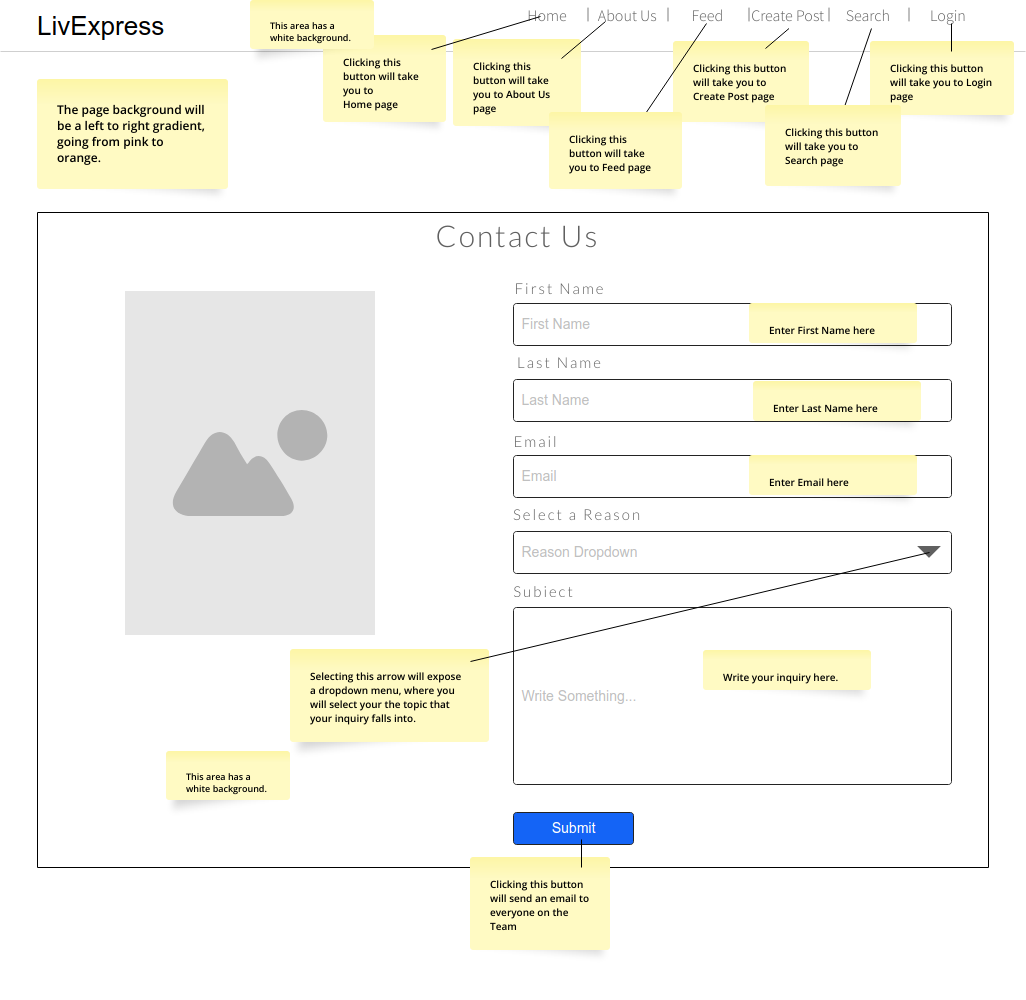 LivExpress
Home | About Us | Feed |Create Post | Search | Login
This area has a
white background.
Clicking this
button will take
you to
Home page
Clicking this
button will take
you to About Us
page
Clicking this
button will take
you to Feed page
Clicking this button
will take you to
Create Post page
Clicking this button
will take you to
Search page
Clicking this button
will take you to Login
page
The page background will
be a left to right gradient,
going from pink to
orange.
Contact Us
First Name
First Name
Enter First Name here
Last Name
Last Name
Enter Last Name here
Email
Email
Enter Email here
Select a Reason
Reason Dropdown
Subject
Write Something...
Write your inquiry here.
Selecting this arrow will expose
a dropdown menu, where you
will select your the topic that
your inquiry falls into.
This area has a
white background.
Submit
Clicking this button
will send an email to
everyone on the
Team